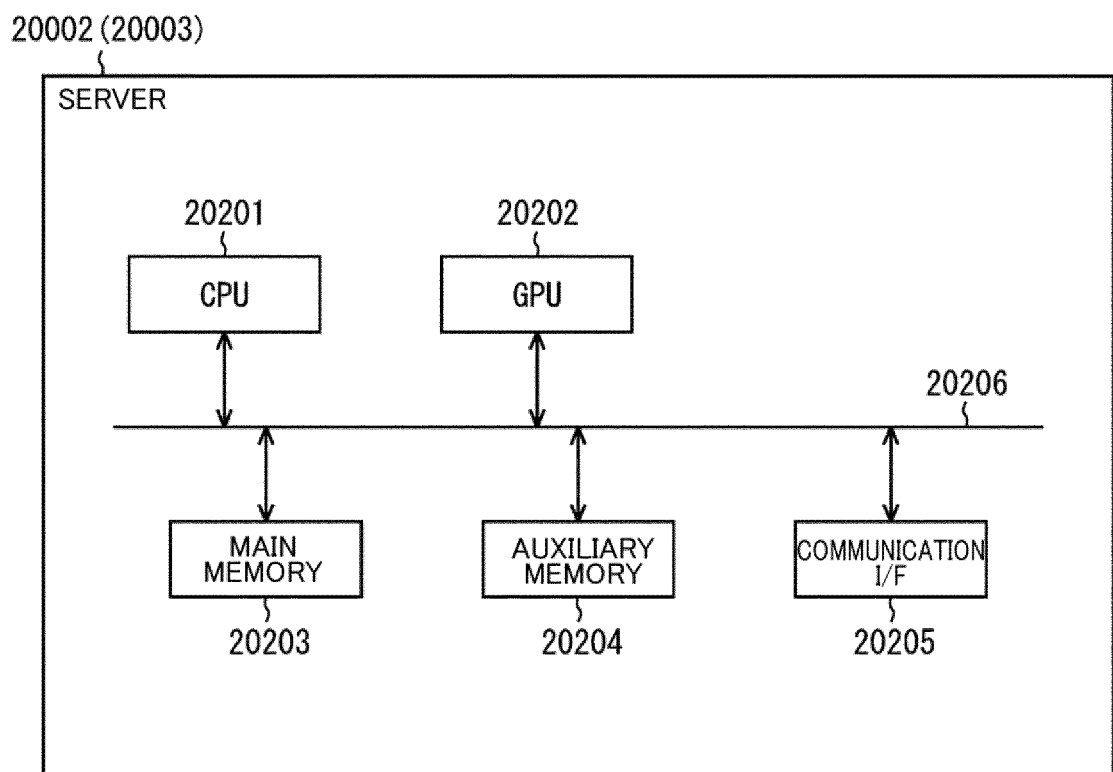 20002(20003)
SERVER
20201
20202
CPU
GPU
20206
MAIN
MEMORY
AUXILIARY
MEMORY
COMMUNICATION
I/F
20203
20204
20205